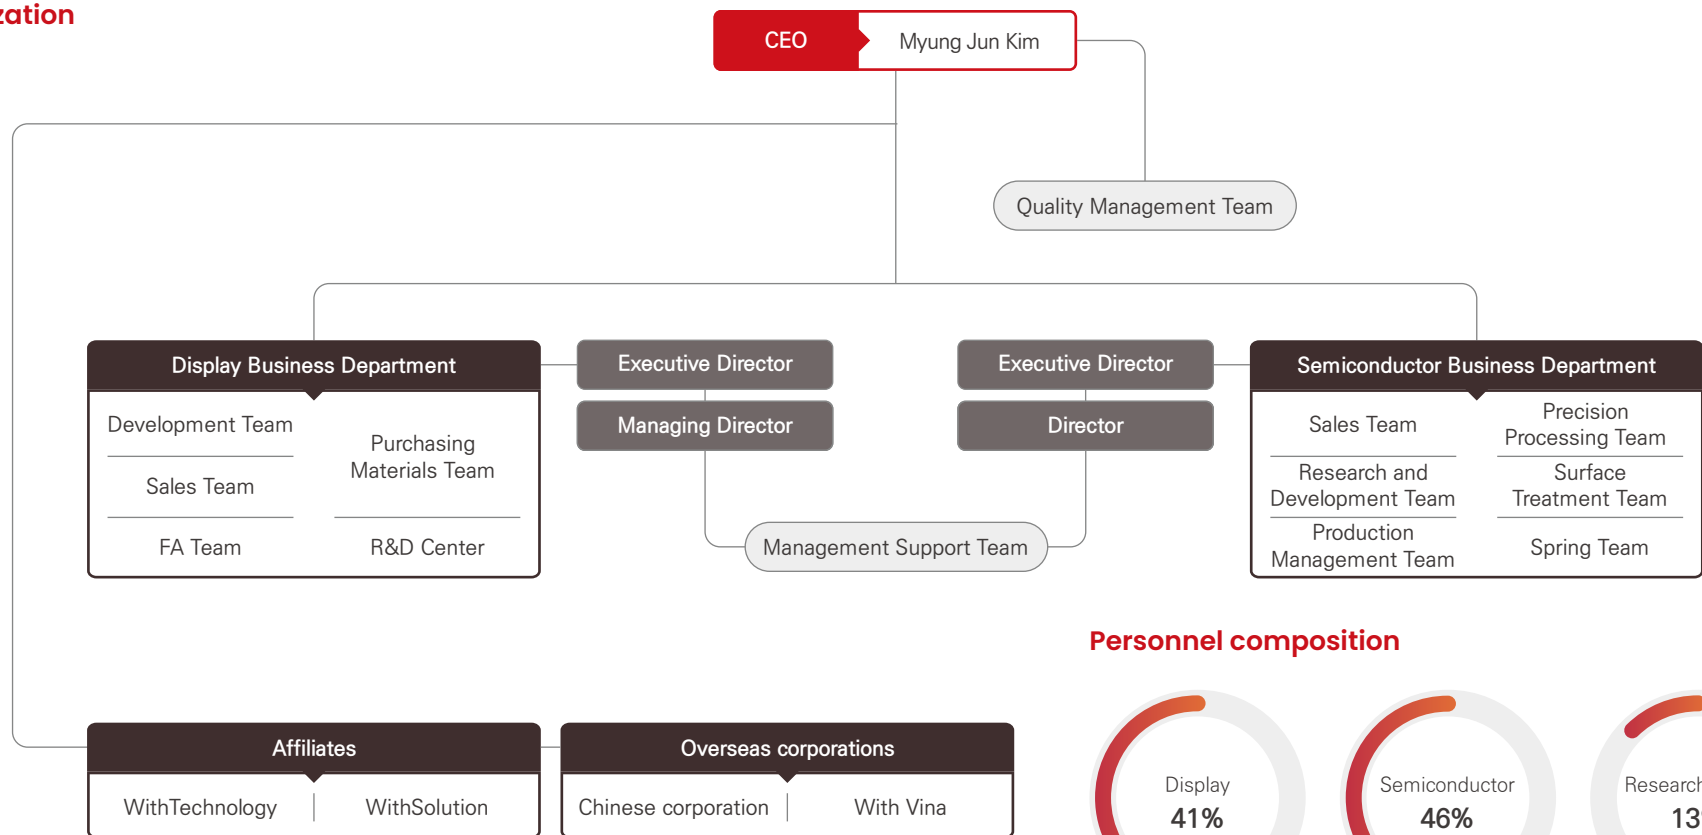 zation
CEO
Myung Jun Kim
Quality Management Team
Display Business Department
Executive Director
Executive Director
Semiconductor Business Department
Managing Director
Director
Development Team
Sales Team
FA Team
Purchasing
Materials Team
R&D Center
Management Support Team
Sales Team
Research and
Development Team
Production
Management Team
Precision
Processing Team
Surface
Treatment Team
Spring Team
Personnel composition
Affiliates
WithTechnology
WithSolution
Overseas corporations
Chinese corporation
With Vina
Display
41%
Semiconductor
46%
Research
13